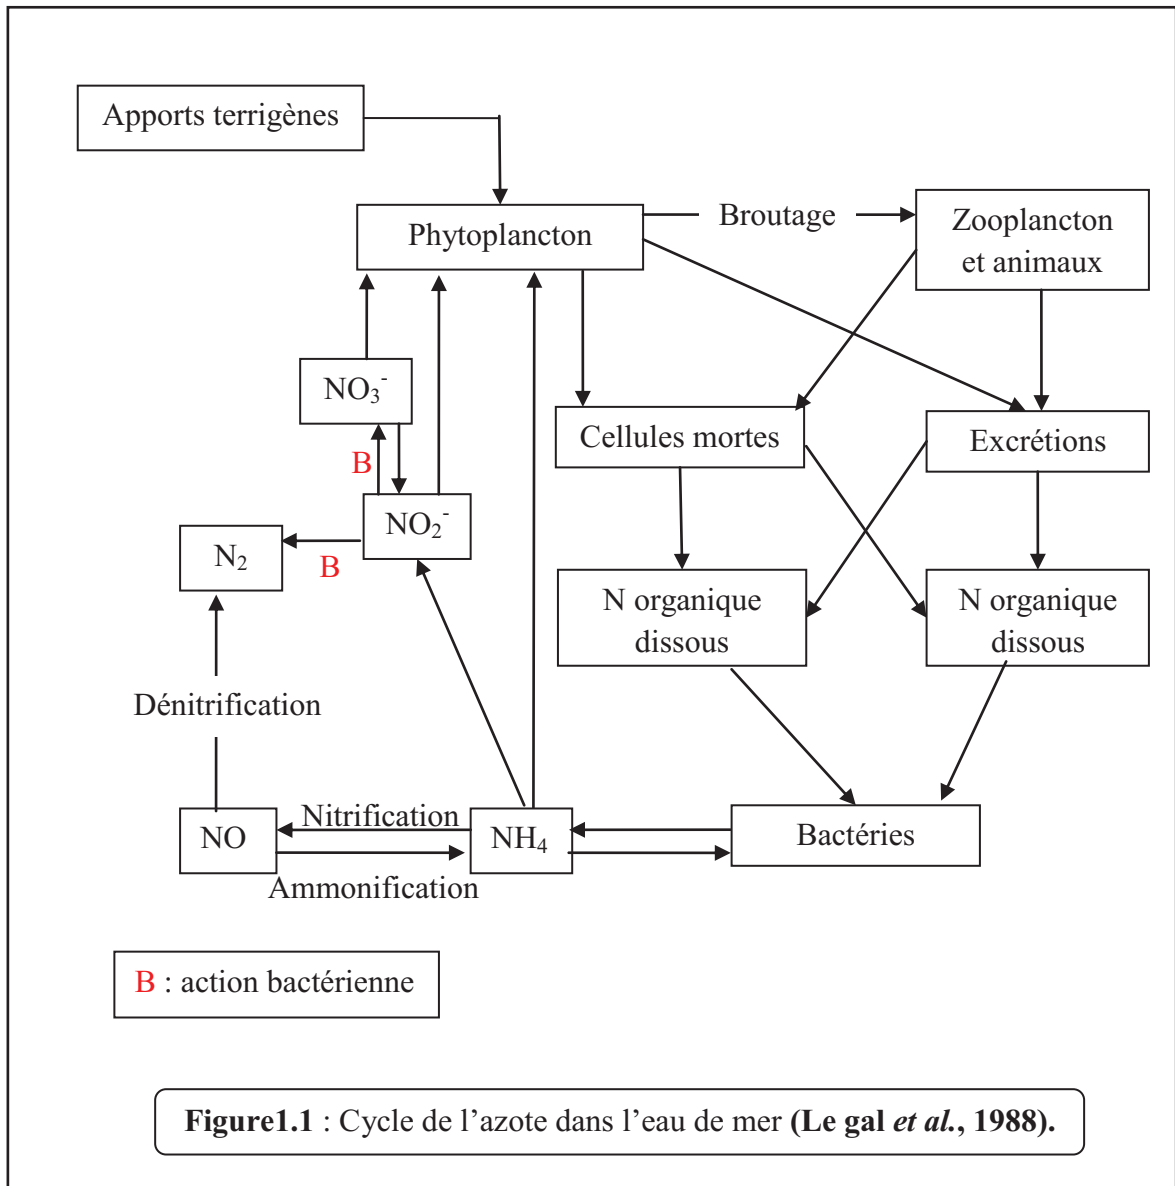 Apports terrigènes
Phytoplancton
Broutage
Zooplancton
et animaux
NO₃⁻
Cellules mortes
Excrétions
B
NO₂⁻
N₂
B
N organique
dissous
N organique
dissous
Dénitrification
Nitrification
NO
NH₄
Bactéries
Ammonification
B : action bactérienne
Figure1.1 : Cycle de l’azote dans l’eau de mer (Le gal et al., 1988).